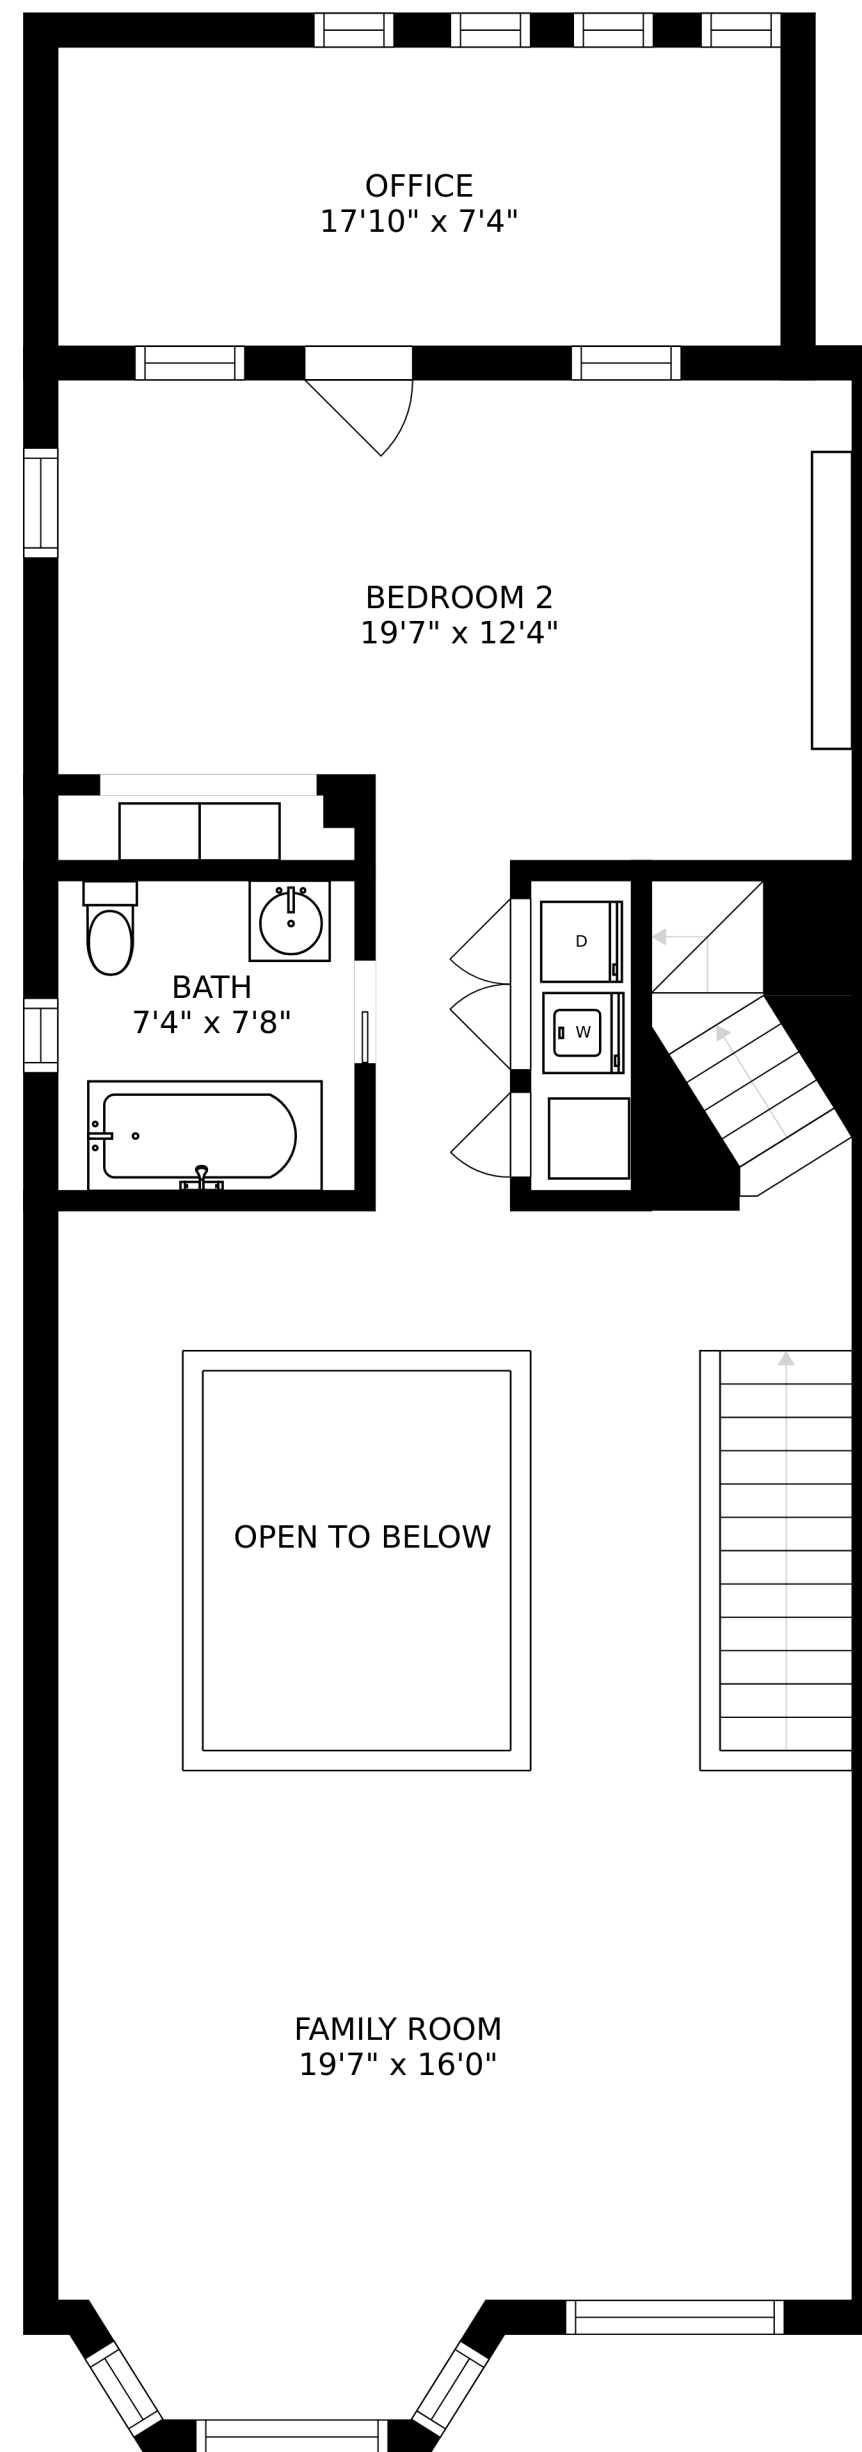 OFFICE
17'10" x 7'4"
BEDROOM 2
19'7" x 12'4"
D
BATH
7'4" x 7'8"
W
OPEN TO BELOW
FAMILY ROOM
19'7" x 16'0"